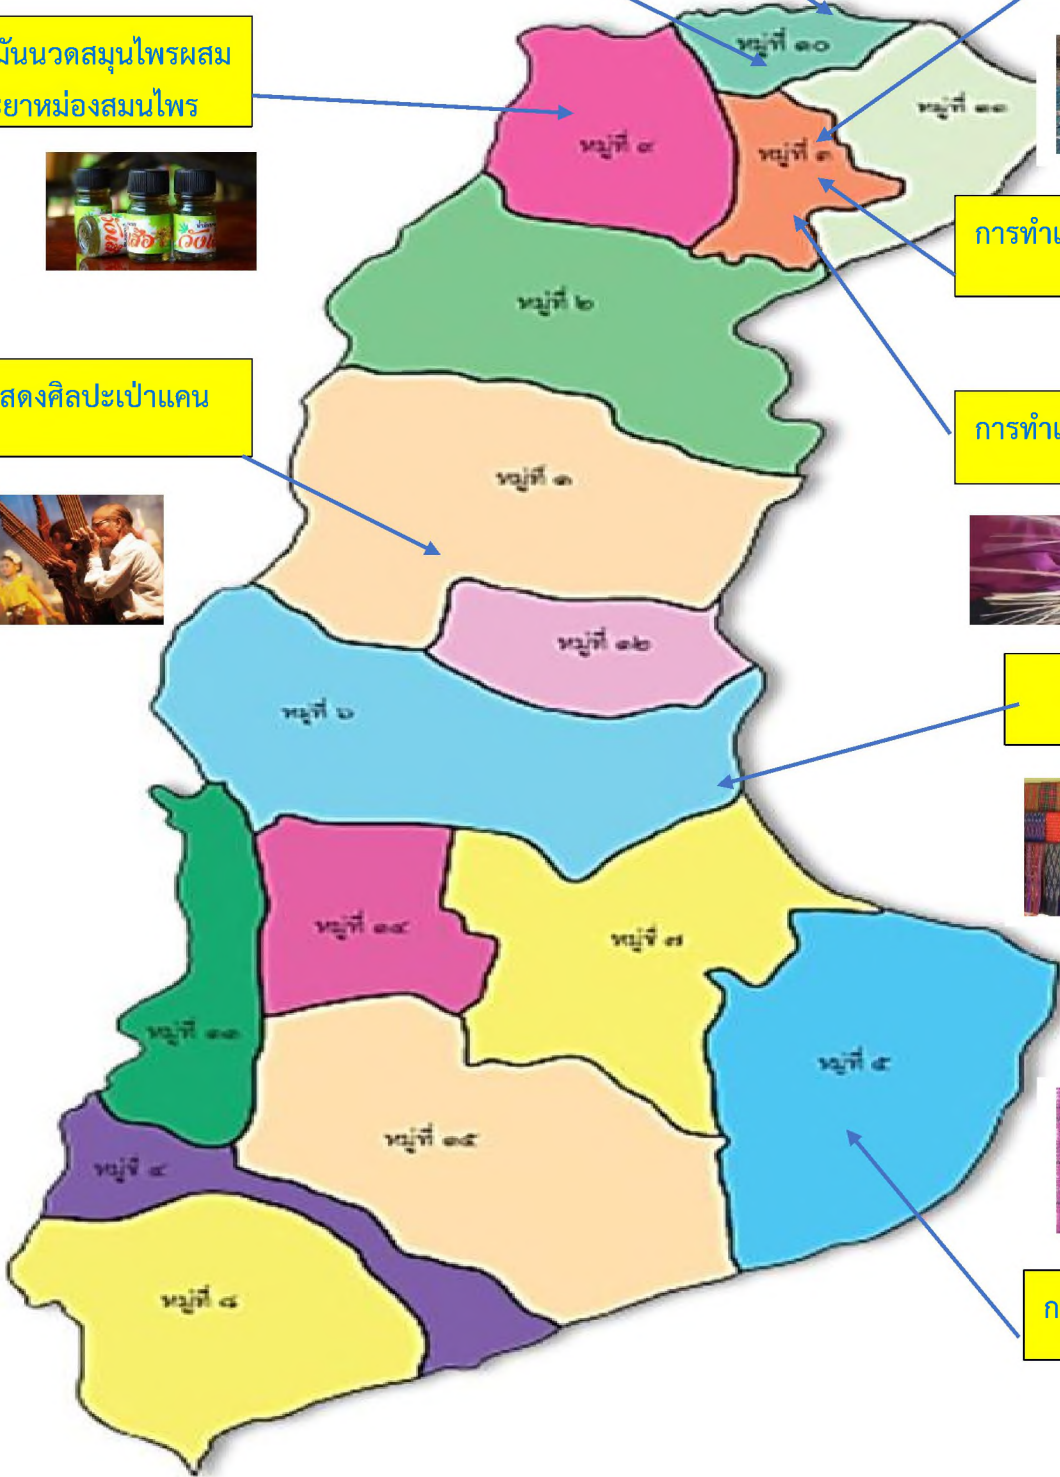 หมู่ที่ ๑๐
มันนวดสมุนไพรผสม
ะยาหม่องสมนไพร
หมู่ที่ ๑๑
หมู่ที่ ๙
หมู่ที่ ๓
การทำเ
หมู่ที่ ๒
สดงศิลปะเป่าแคน
การทำเ
หมู่ที่ ๑
หมู่ที่ ๑๒
หมู่ที่ ๖
หมู่ที่ ๑๔
หมู่ที่ ๗
หมู่ที่ ๑๓
หมู่ที่ ๕
หมู่ที่ ๑๕
หมู่ที่ ๔
หมู่ที่ ๘
ก